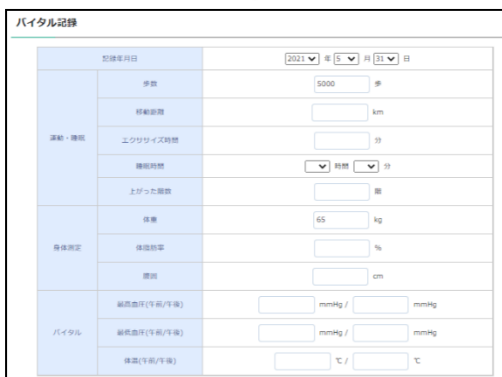 バイタル記録
記録年月日 2021 年 5 月 31 日
運動・睡眠
歩数 5000 歩
移動距離 km
エクササイズ時間 分
睡眠時間 時間 分
上がった階数 階
身体測定
体重 65 kg
体脂肪率 %
腹囲 cm
バイタル
最高血圧(午前/午後) mmHg / mmHg
最低血圧(午前/午後) mmHg / mmHg
体温(午前/午後) ℃ / ℃